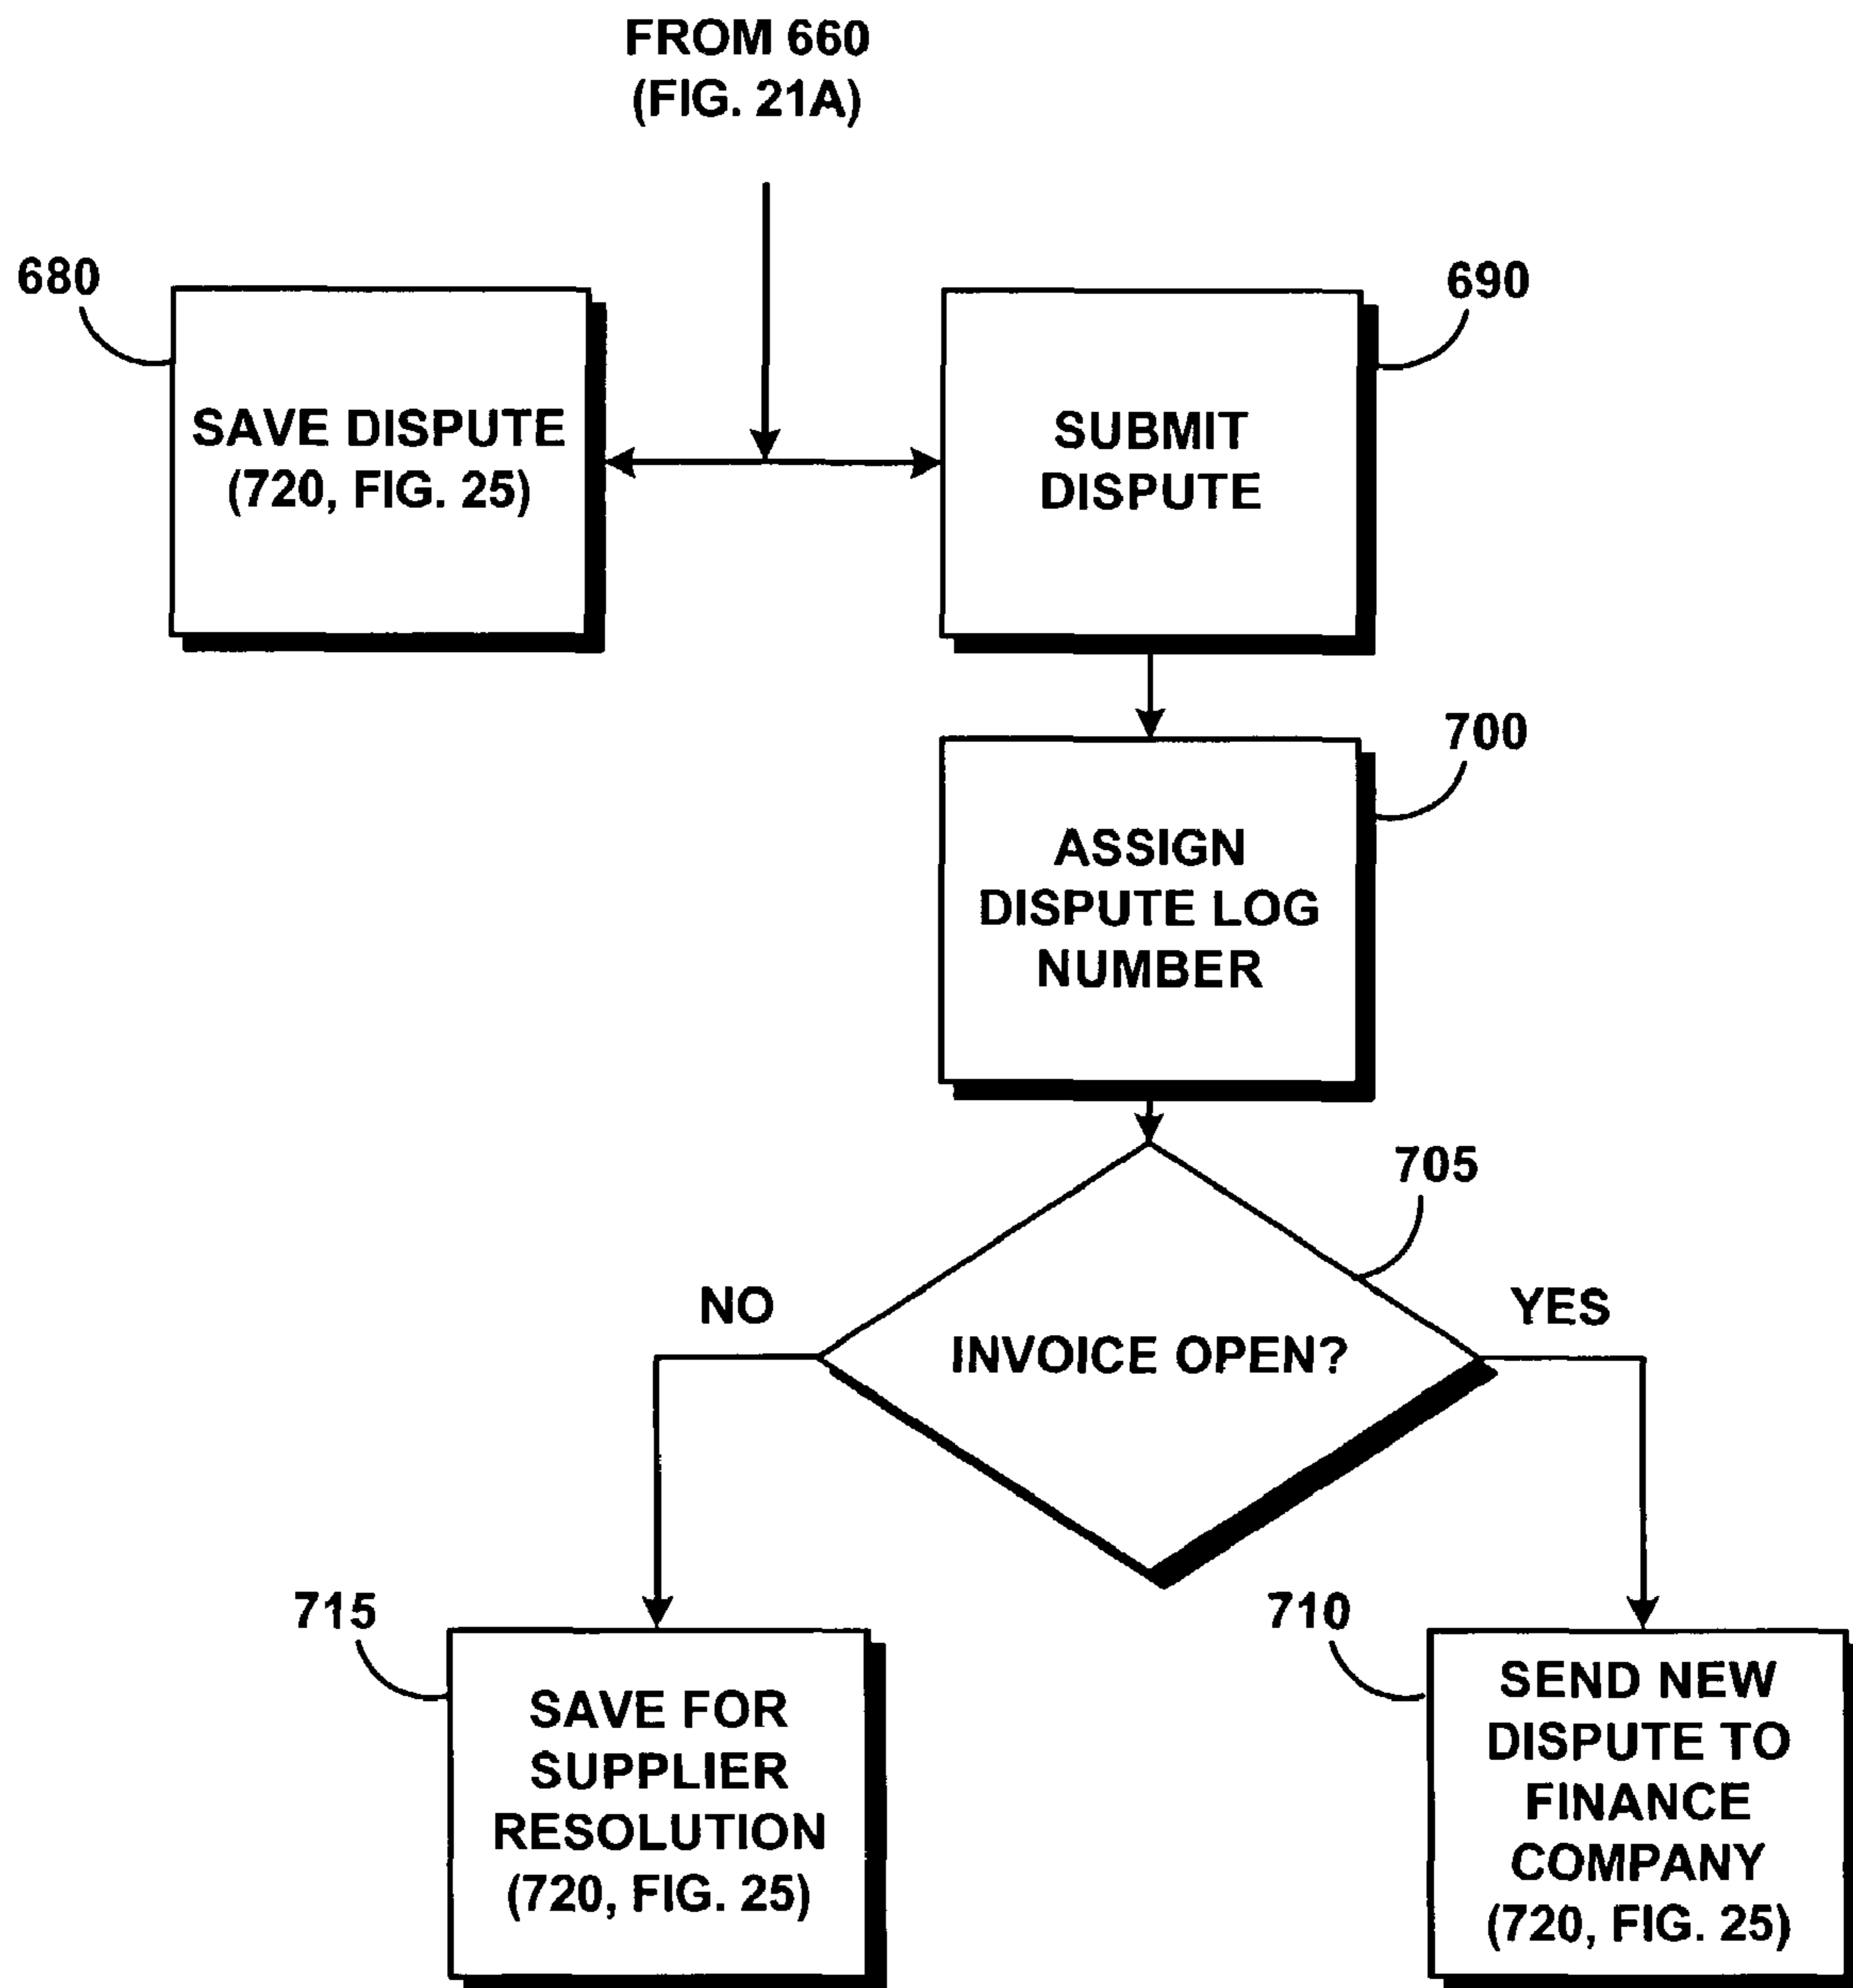 FROM 660
(FIG. 21A)
680
SAVE DISPUTE
(720, FIG. 25)
690
SUBMIT
DISPUTE
700
ASSIGN
DISPUTE LOG
NUMBER
705
NO
INVOICE OPEN?
YES
715
SAVE FOR
SUPPLIER
RESOLUTION
(720, FIG. 25)
710
SEND NEW
DISPUTE TO
FINANCE
COMPANY
(720, FIG. 25)